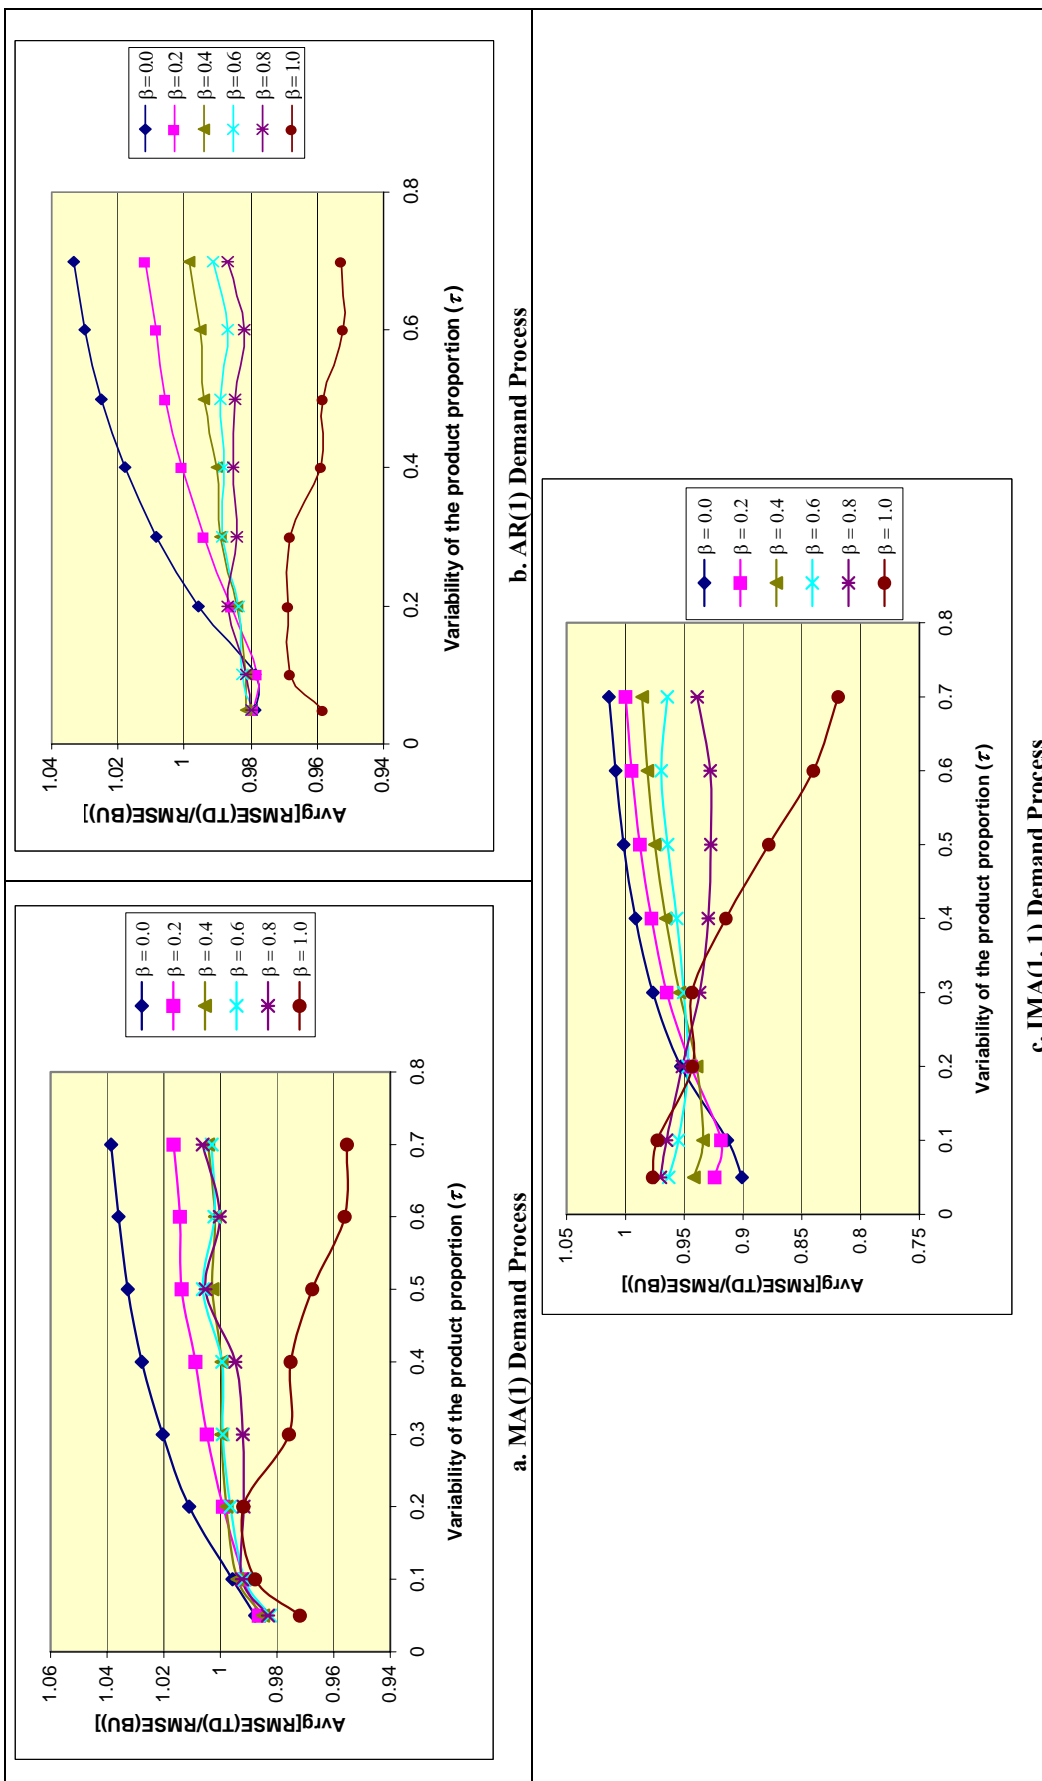 1.06
1.04
1.02
1
0.98
0.96
0.94
0
0.1
0.2
0.3
0.4
0.5
0.6
0.7
0.8
Avrg[RMSE(TD)/RMSE(BU)]
Variability of the product proportion (τ)
β = 0.0
β = 0.2
β = 0.4
β = 0.6
β = 0.8
β = 1.0
a. MA(1) Demand Process
1.04
1.02
1
0.98
0.96
0.94
0
0.2
0.4
0.6
0.8
Avrg[RMSE(TD)/RMSE(BU)]
Variability of the product proportion (τ)
β = 0.0
β = 0.2
β = 0.4
β = 0.6
β = 0.8
β = 1.0
b. AR(1) Demand Process
1.05
1
0.95
0.9
0.85
0.8
0.75
0
0.1
0.2
0.3
0.4
0.5
0.6
0.7
0.8
Avrg[RMSE(TD)/RMSE(BU)]
Variability of the product proportion (τ)
β = 0.0
β = 0.2
β = 0.4
β = 0.6
β = 0.8
β = 1.0
c. IMA(1, 1) Demand Process